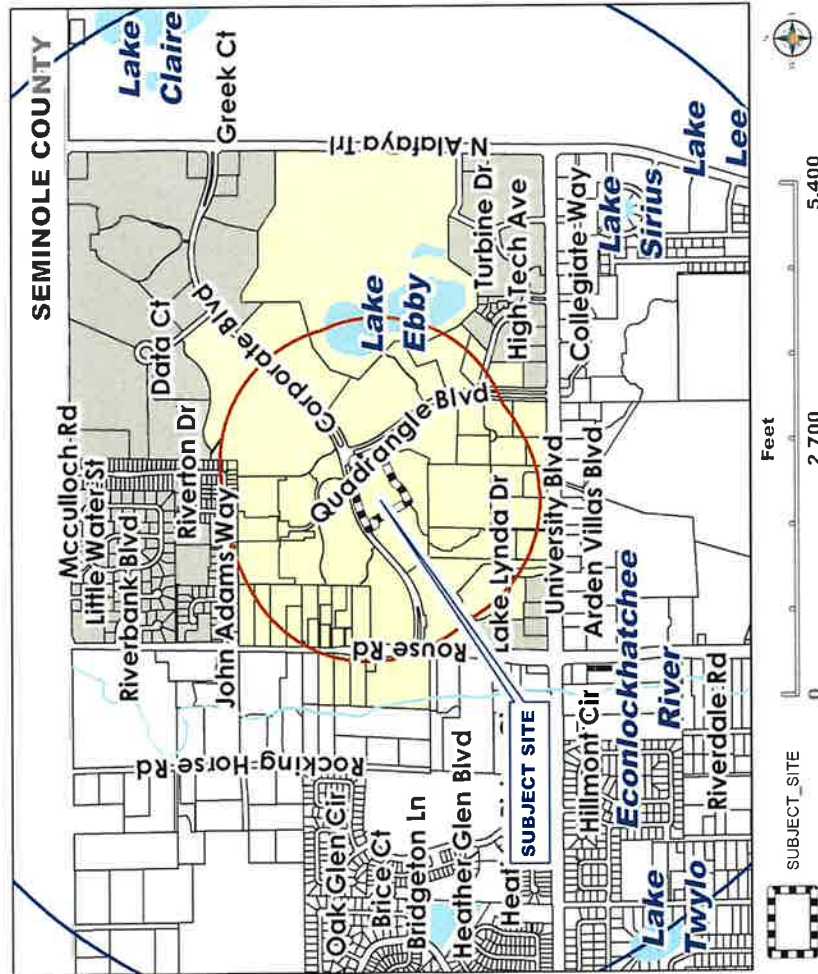 SEMINOLE COUNTY
Lake
Claire
Greek Ct
N Alafaya Trl
Mcculloch Rd
Little Water St
Riverbank Blvd
Data Ct
Riverton Dr
John Adams Way
Corporate Blvd
Quadrangle Blvd
Lake
Ebby
Turbine Dr
High Tech Ave
Rouse Rd
Lake Lynda Dr
University Blvd
Arden Villas Blvd
Collegiate Way
Lake
Sirius
Lake
Lee
Rocking Horse Rd
Oak Glen Cir
Brice Ct
Bridgeton Ln
Heather Glen Blvd
SUBJECT SITE
Hillmont Cir
Econlockhatchee
River
Riverdale Rd
Lake
Twylo
SUBJECT_SITE
Feet
0
2,700
5,400